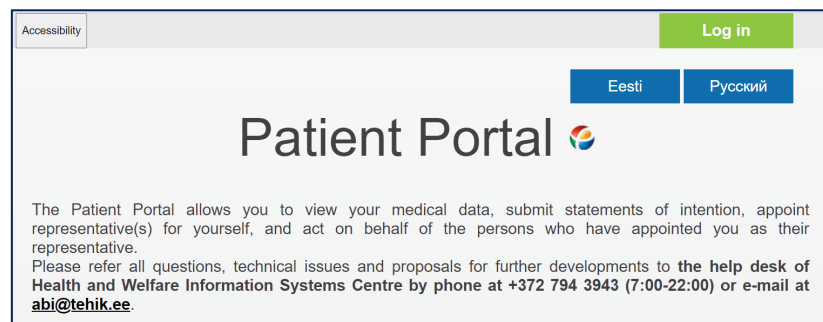 Accessibility
Log in
Eesti
Русский
Patient Portal
The Patient Portal allows you to view your medical data, submit statements of intention, appoint
representative(s) for yourself, and act on behalf of the persons who have appointed you as their
representative.
Please refer all questions, technical issues and proposals for further developments to the help desk of
Health and Welfare Information Systems Centre by phone at +372 794 3943 (7:00-22:00) or e-mail at
abi@tehik.ee.